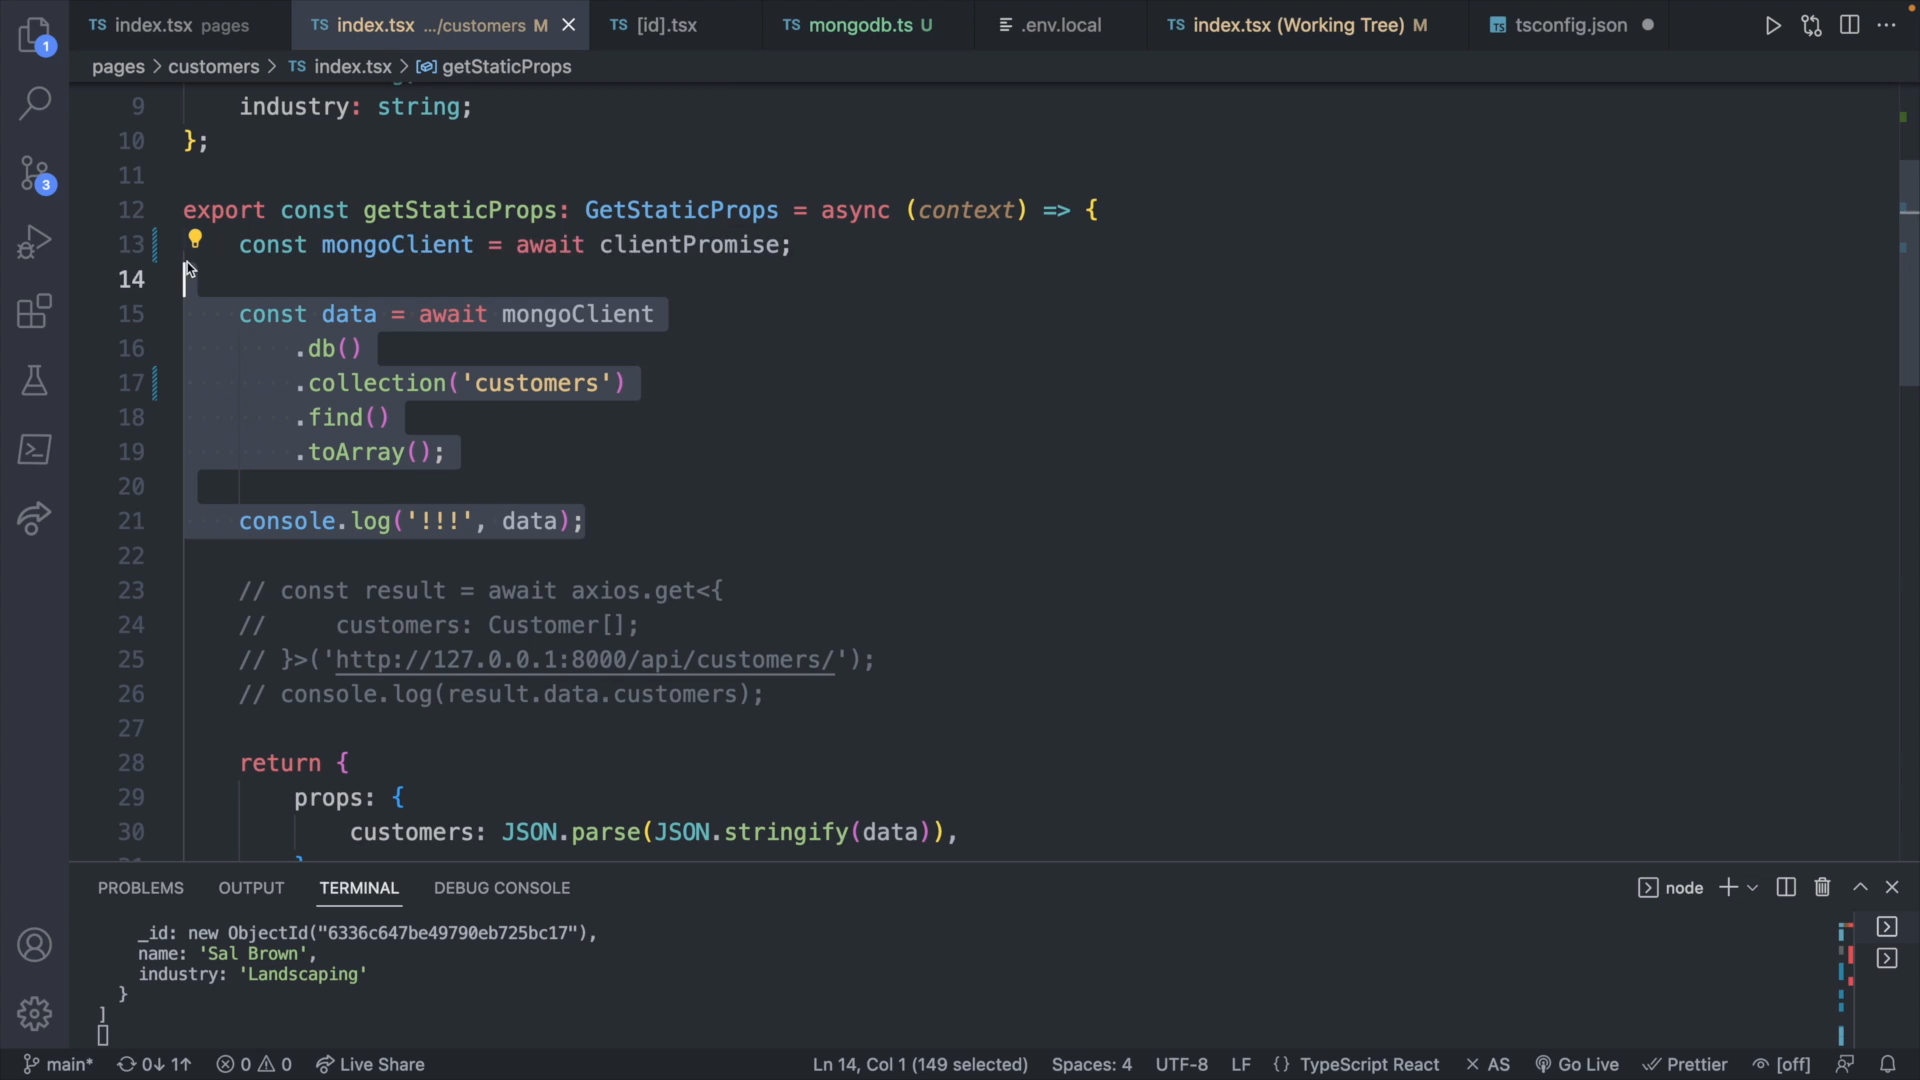 TS index.tsx pages
TS index.tsx .../customers M
TS [id].tsx
TS mongodb.ts U
.env.local
TS index.tsx (Working Tree) M
TS tsconfig.json
1
3
pages > customers > TS index.tsx > getStaticProps
9 industry: string;
10 };
11
12 export const getStaticProps: GetStaticProps = async (context) => {
13 const mongoClient = await clientPromise;
14
15 const data = await mongoClient
16 .db()
17 .collection('customers')
18 .find()
19 .toArray();
20
21 console.log('!!!', data);
22
23 // const result = await axios.get<{
24 // customers: Customer[];
25 // }>('http://127.0.0.1:8000/api/customers/');
26 // console.log(result.data.customers);
27
28 return {
29 props: {
30 customers: JSON.parse(JSON.stringify(data)),
PROBLEMS OUTPUT TERMINAL DEBUG CONSOLE
node
_id: new ObjectId("6336c647be49790eb725bc17"),
name: 'Sal Brown',
industry: 'Landscaping'
}
]
main* 0↓ 1↑ 0 0 Live Share
Ln 14, Col 1 (149 selected) Spaces: 4 UTF-8 LF {} TypeScript React × AS Go Live Prettier [off]